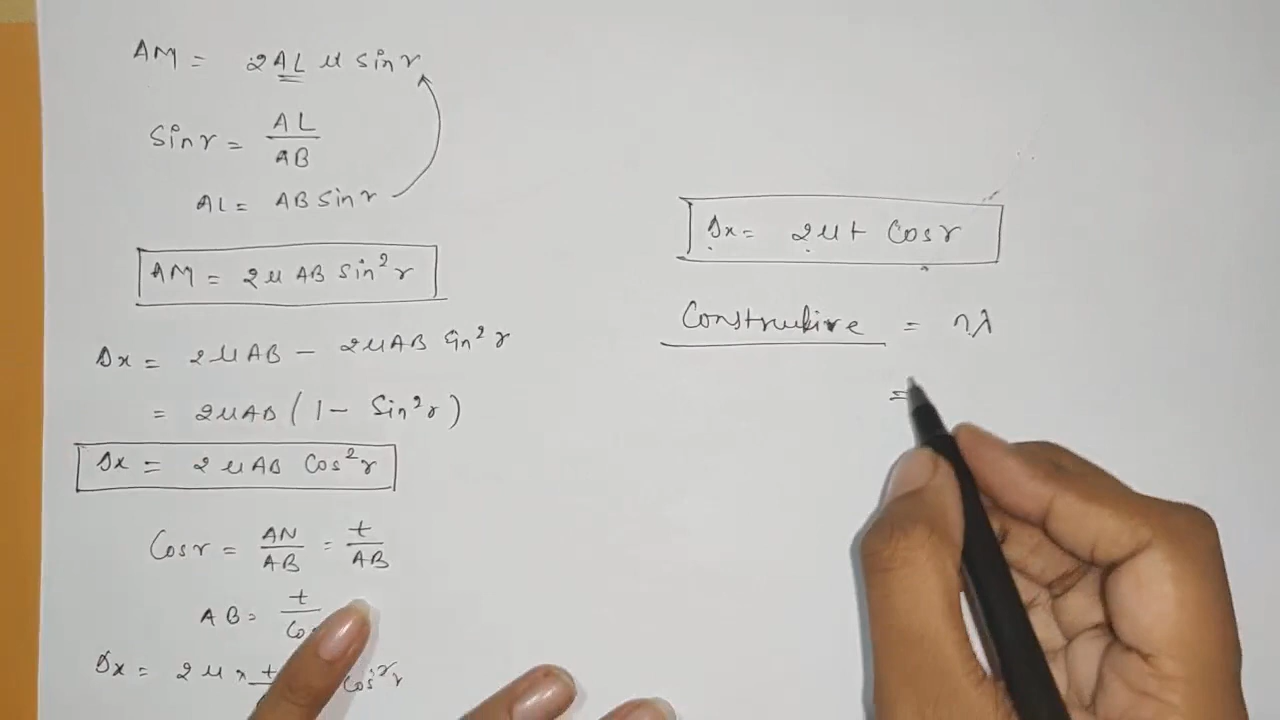 AM = 2AL μ sin r
Sin r = AL/AB
AL = AB Sin r
AM = 2μ AB Sin² r
Δx = 2μAB - 2μAB Sin² r
= 2μAB (1 - Sin² r)
Δx = 2μAB Cos² r
Cos r = AN/AB = t/AB
AB = t/
Δx = 2μ × t/ Cos² r
Δx = 2μt Cos r
Constructive = nλ
=